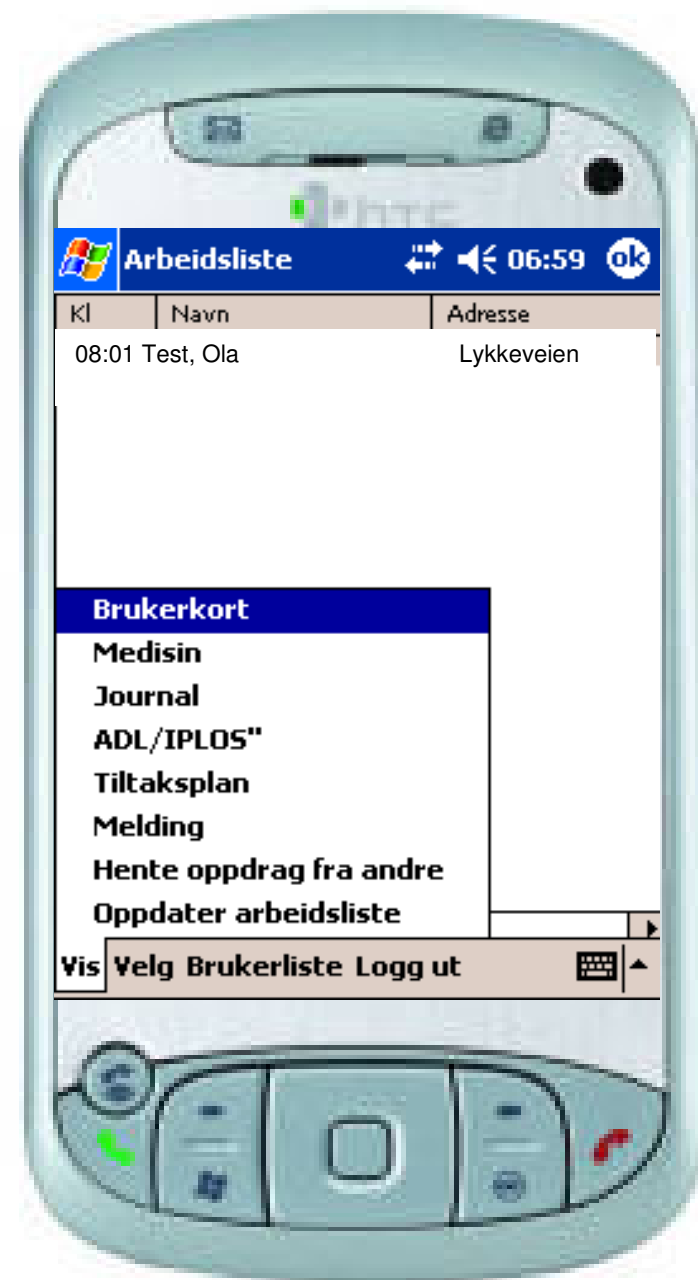 hTC
Arbeidsliste 06:59 ok
Kl Navn Adresse
08:01 Test, Ola Lykkeveien
Brukerkort
Medisin
Journal
ADL/IPLOS"
Tiltaksplan
Melding
Hente oppdrag fra andre
Oppdater arbeidsliste
Vis Velg Brukerliste Logg ut